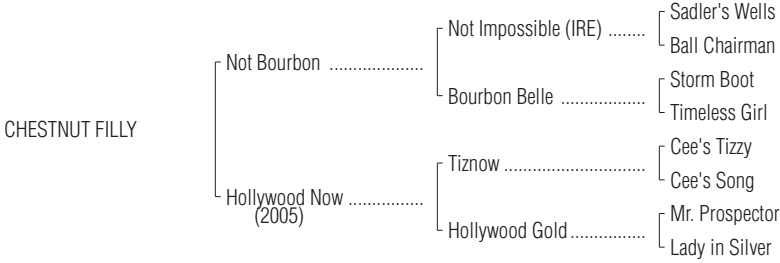 Sadler's Wells
Not Impossible (IRE) ........
Ball Chairman
Not Bourbon ....................
Storm Boot
Bourbon Belle ..................
Timeless Girl
CHESTNUT FILLY
Cee's Tizzy
Tiznow ..............................
Cee's Song
Hollywood Now ................
(2005)
Mr. Prospector
Hollywood Gold ................
Lady in Silver